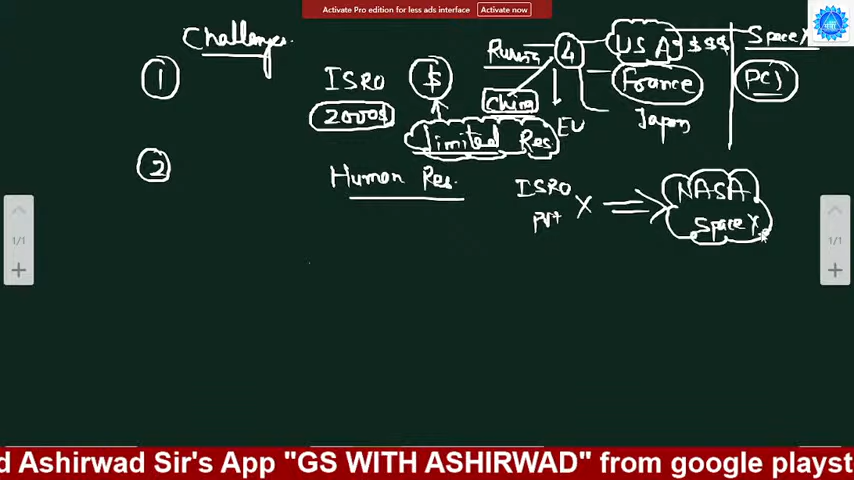 Activate Pro edition for less ads interface Activate now
Challenges.
Russia 4 USA $$$ SpaceX
1 ISRO $ France PCS
2000$ China Japan
Limited Res. EU
2
Human Res. ISRO X ⇒ NASA
Pvt SpaceX
1/1 1/1
d Ashirwad Sir's App "GS WITH ASHIRWAD" from google playst